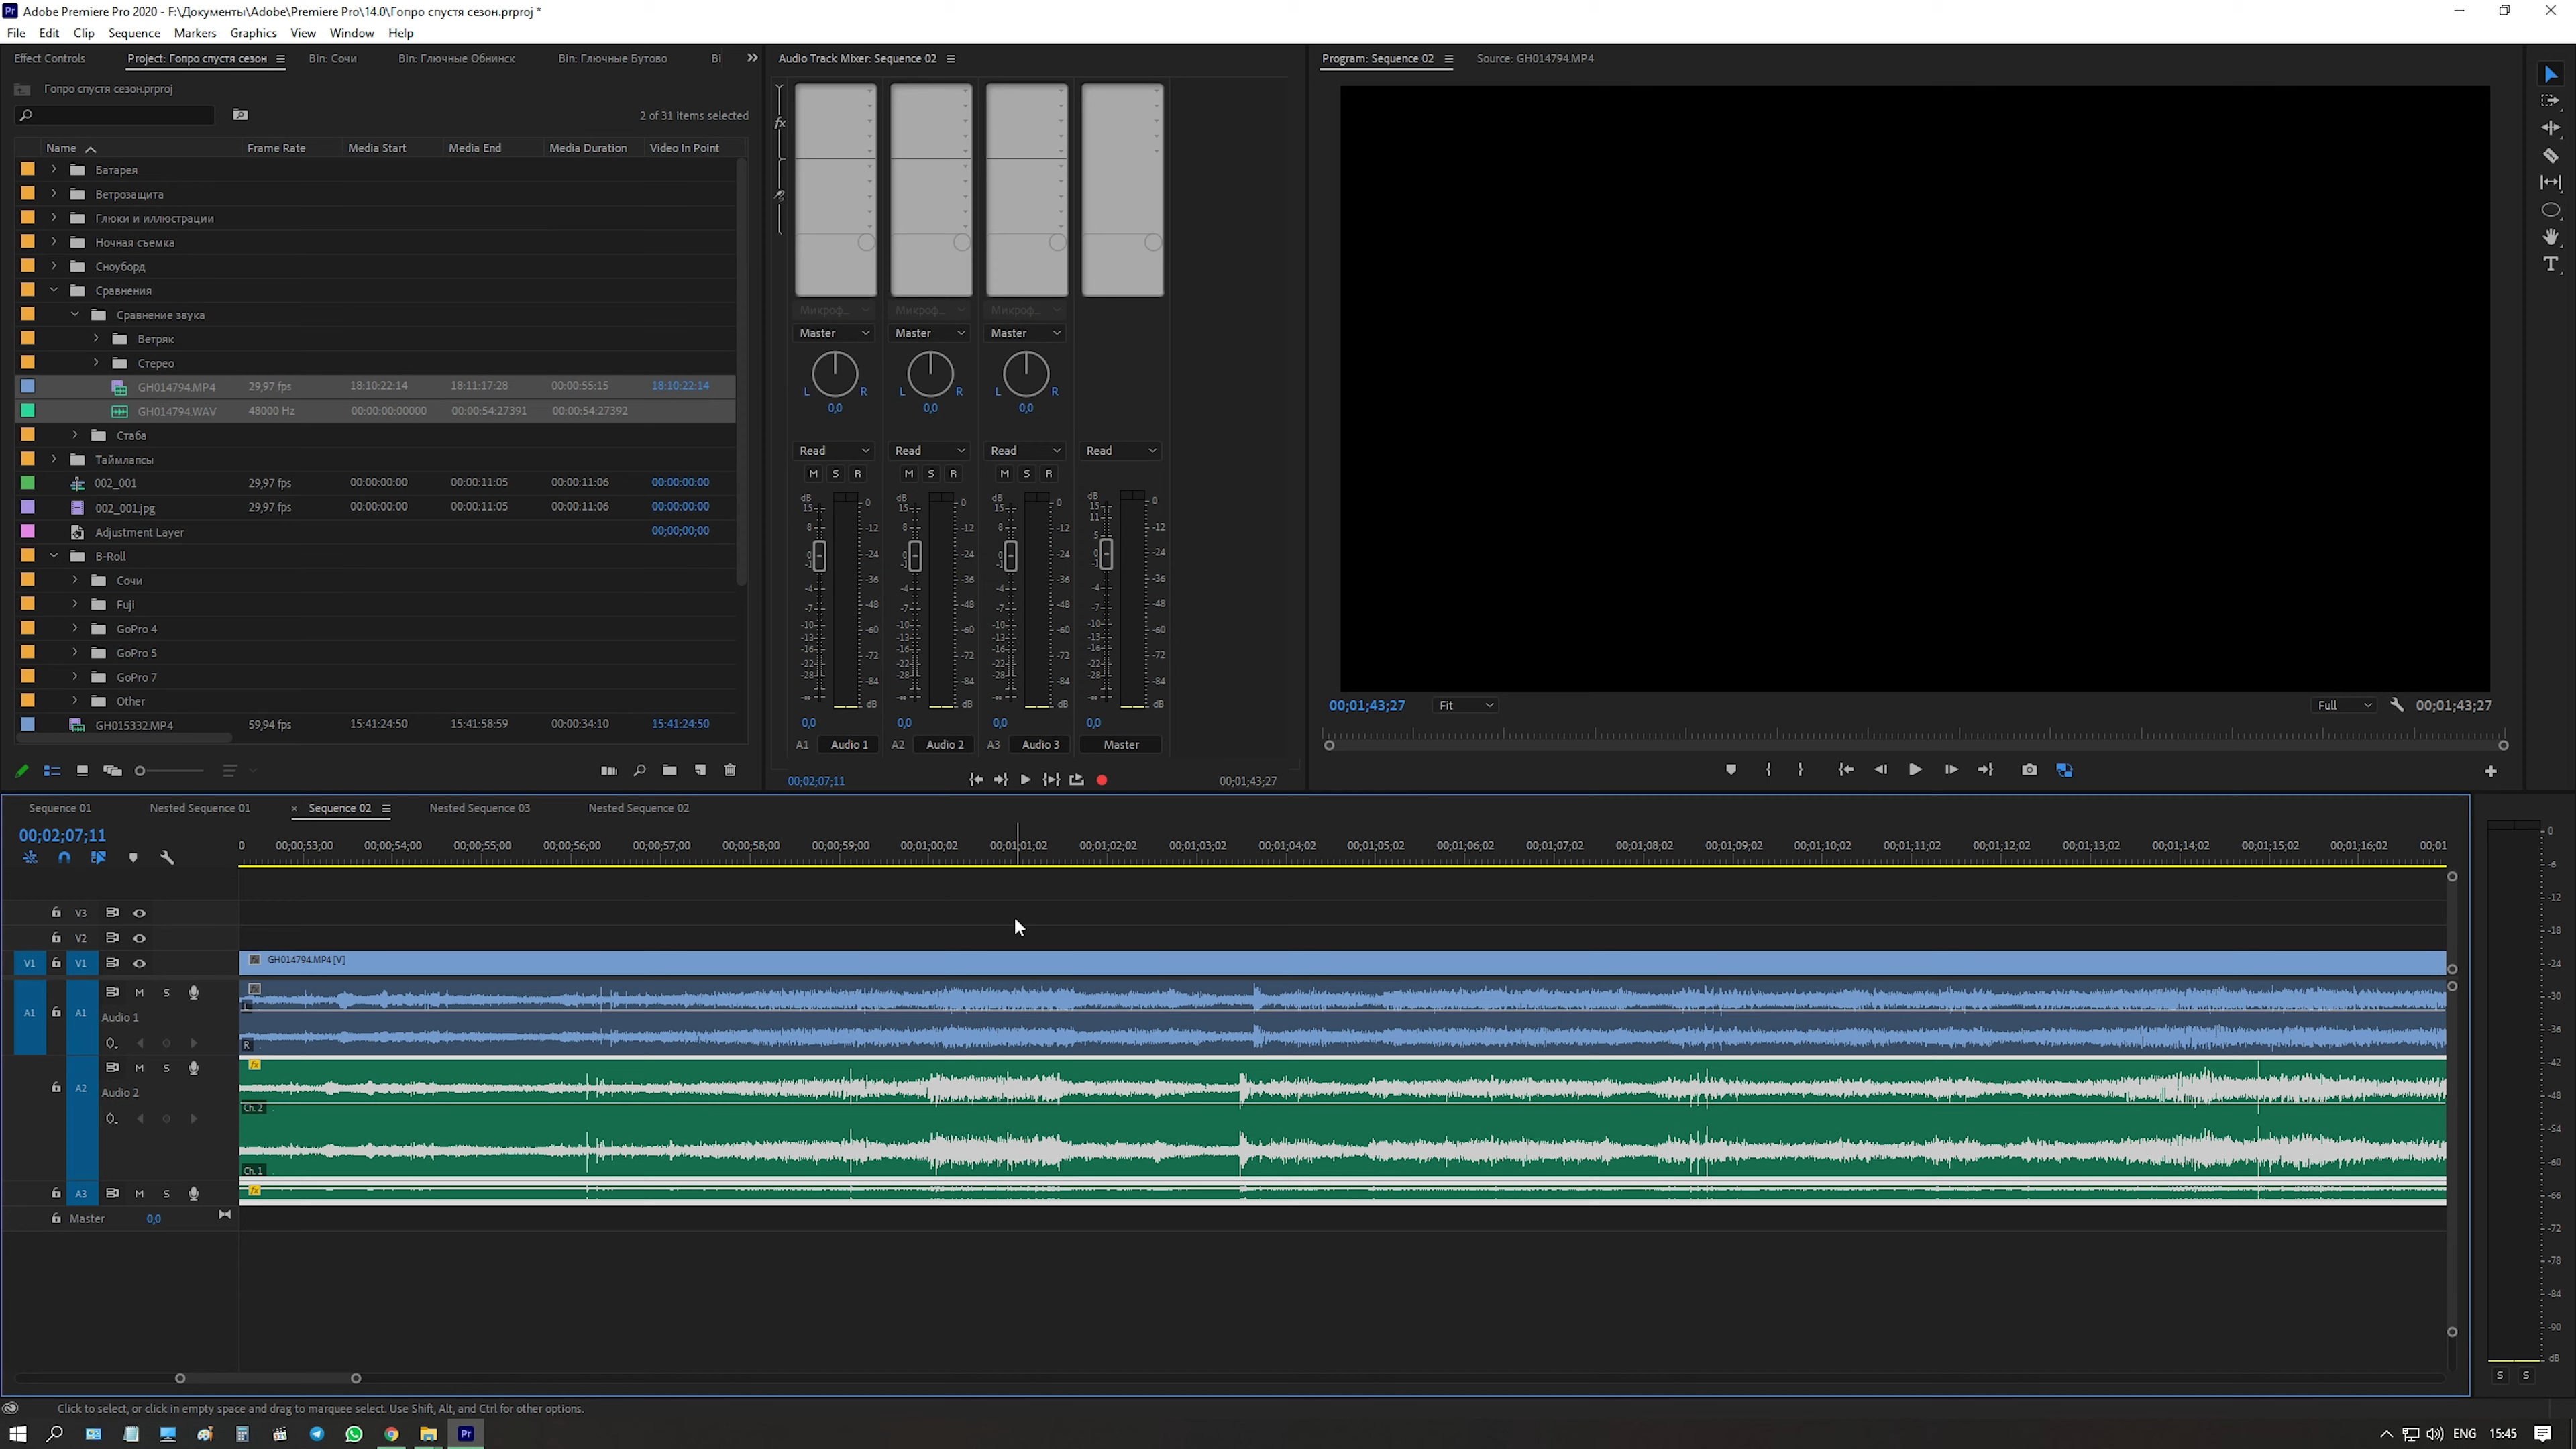 Adobe Premiere Pro 2020 - F:\Документы\Adobe\Premiere Pro\14.0\Гопро спустя сезон.prproj *
File Edit Clip Sequence Markers Graphics View Window Help
Effect Controls Project: Гопро спустя сезон Bin: Сочи Bin: Глючные Обнинск Bin: Глючные Бутово Bi
Гопро спустя сезон.prproj
2 of 31 items selected
Name Frame Rate Media Start Media End Media Duration Video In Point
Батарея
Ветрозащита
Глюки и иллюстрации
Ночная съемка
Сноуборд
Сравнения
Сравнение звука
Ветряк
Стерео
GH014794.MP4 29,97 fps 18:10:22:14 18:11:17:28 00:00:55:15 18:10:22:14
GH014794.WAV 48000 Hz 00:00:00:00000 00:00:54:27391 00:00:54:27392
Стаба
Таймлапсы
002_001 29,97 fps 00:00:00:00 00:00:11:05 00:00:11:06 00:00:00:00
002_001.jpg 29,97 fps 00:00:00:00 00:00:11:05 00:00:11:06 00:00:00:00
Adjustment Layer 00;00;00;00
B-Roll
Сочи
Fuji
GoPro 4
GoPro 5
GoPro 7
Other
GH015332.MP4 59,94 fps 15:41:24:50 15:41:58:59 00:00:34:10 15:41:24:50
Audio Track Mixer: Sequence 02
fx
Микроф... Микроф... Микроф...
Master Master Master
L R L R L R
0,0 0,0 0,0
Read Read Read Read
M S R M S R M S R
0,0 0,0 0,0 0,0
A1 Audio 1 A2 Audio 2 A3 Audio 3 Master
00;02;07;11 00;01;43;27
Program: Sequence 02 Source: GH014794.MP4
00;01;43;27 Fit Full 00;01;43;27
Sequence 01 Nested Sequence 01 × Sequence 02 Nested Sequence 03 Nested Sequence 02
00;02;07;11
0 00;00;53;00 00;00;54;00 00;00;55;00 00;00;56;00 00;00;57;00 00;00;58;00 00;00;59;00 00;01;00;02 00;01;01;02 00;01;02;02 00;01;03;02 00;01;04;02 00;01;05;02 00;01;06;02 00;01;07;02 00;01;08;02 00;01;09;02 00;01;10;02 00;01;11;02 00;01;12;02 00;01;13;02 00;01;14;02 00;01;15;02 00;01;16;02 00;01
V3
V2
V1 V1 GH014794.MP4 [V]
M S
A1 A1 Audio 1
R
M S
A2 Audio 2
Ch. 2
Ch. 1
A3 M S
Master 0,0
0
-6
-12
-18
-24
-30
-36
-42
-48
-54
-60
-66
-72
-78
-84
-90
dB
S S
Click to select, or click in empty space and drag to marquee select. Use Shift, Alt, and Ctrl for other options.
Pr ENG 15:45